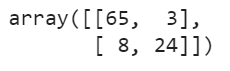 array([[65,  3],
       [ 8, 24]])